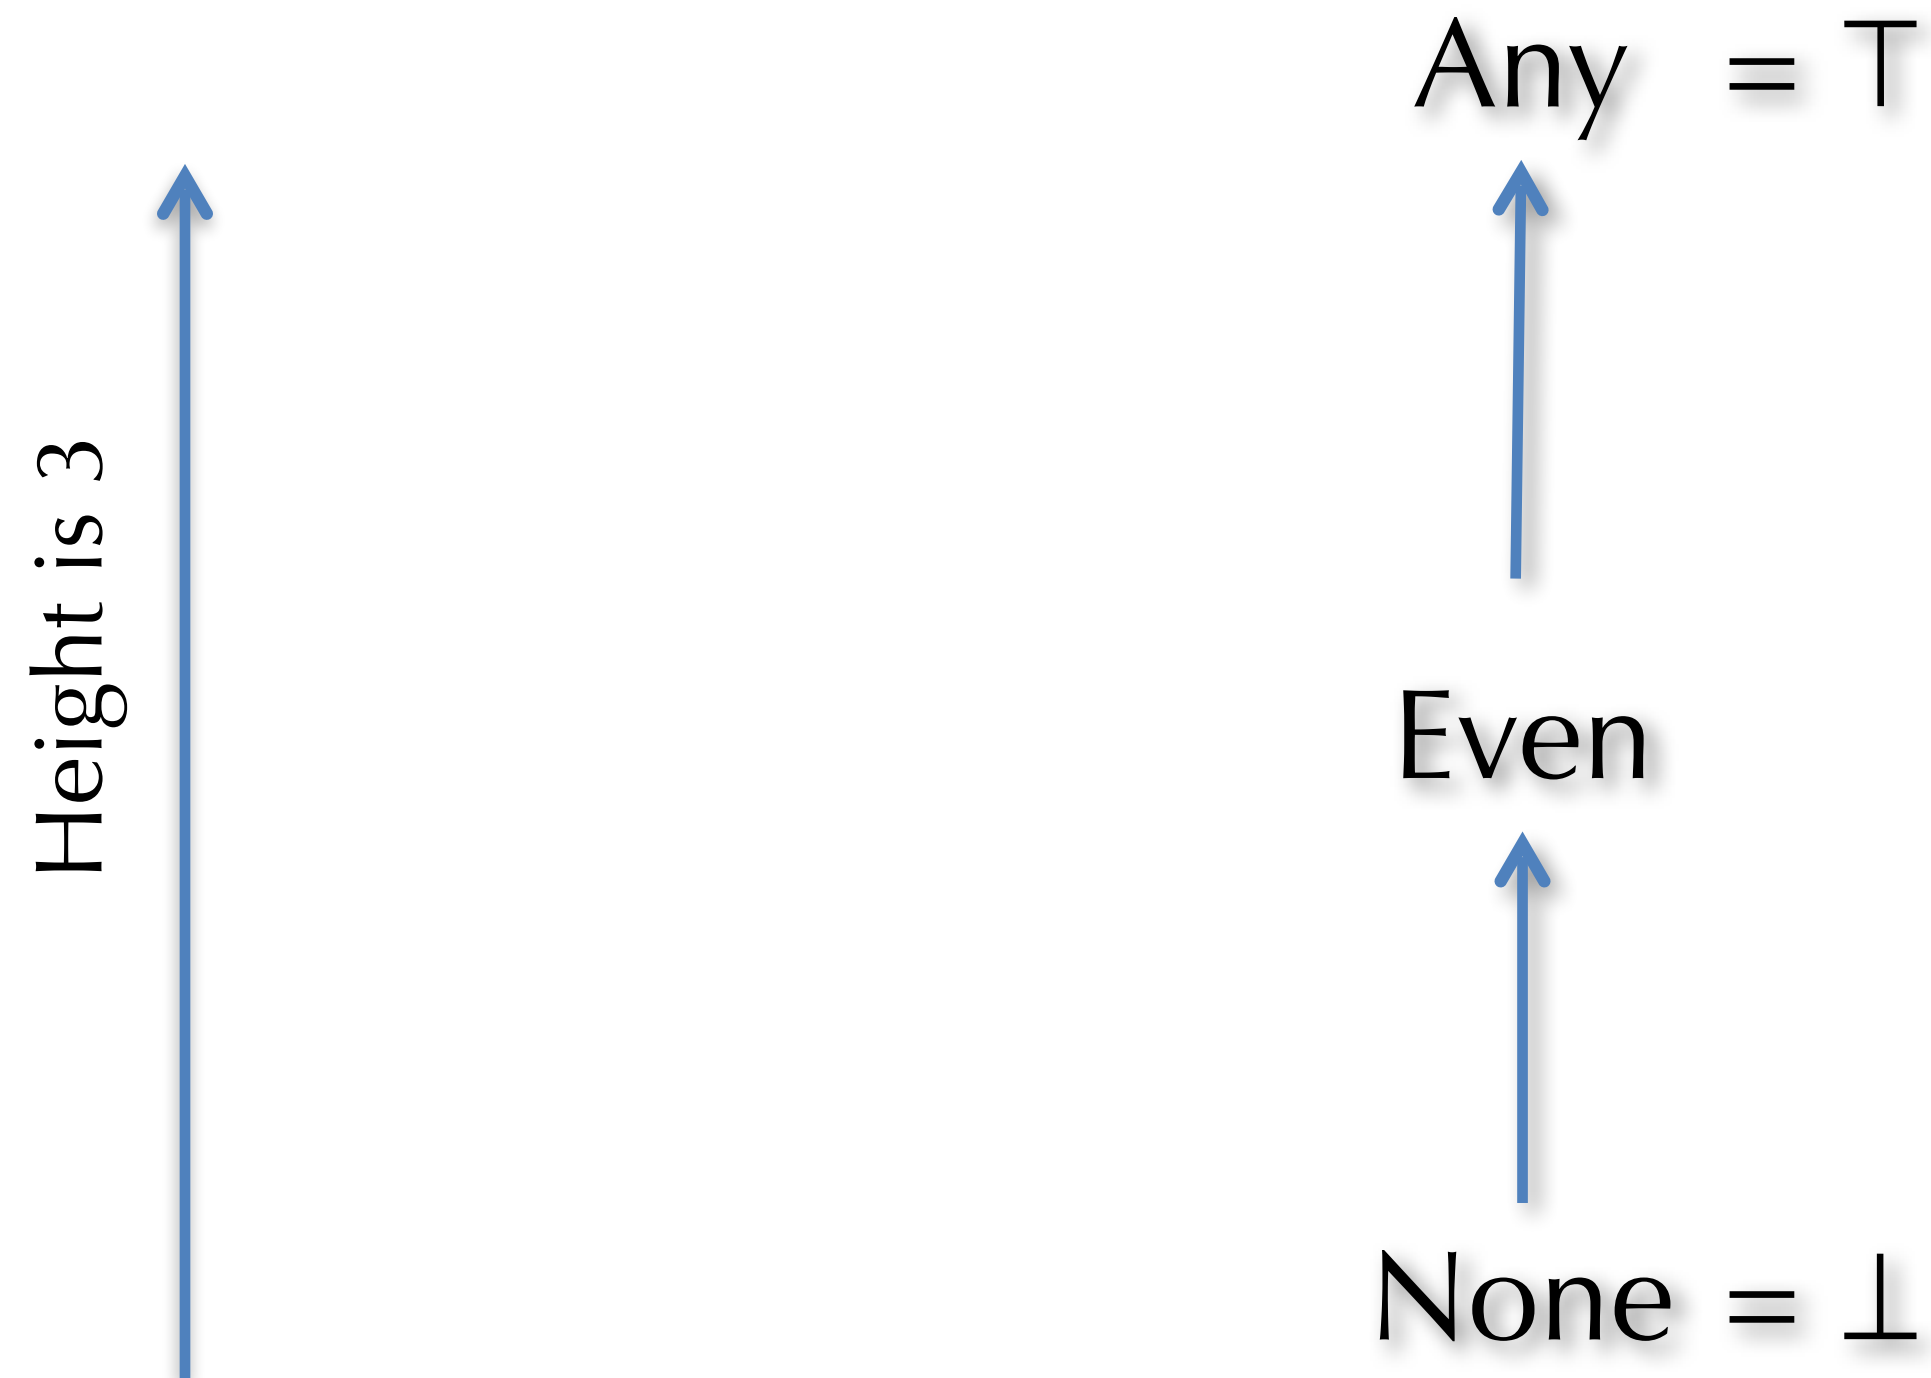 Any = ⊤
Height is 3
Even
None = ⊥